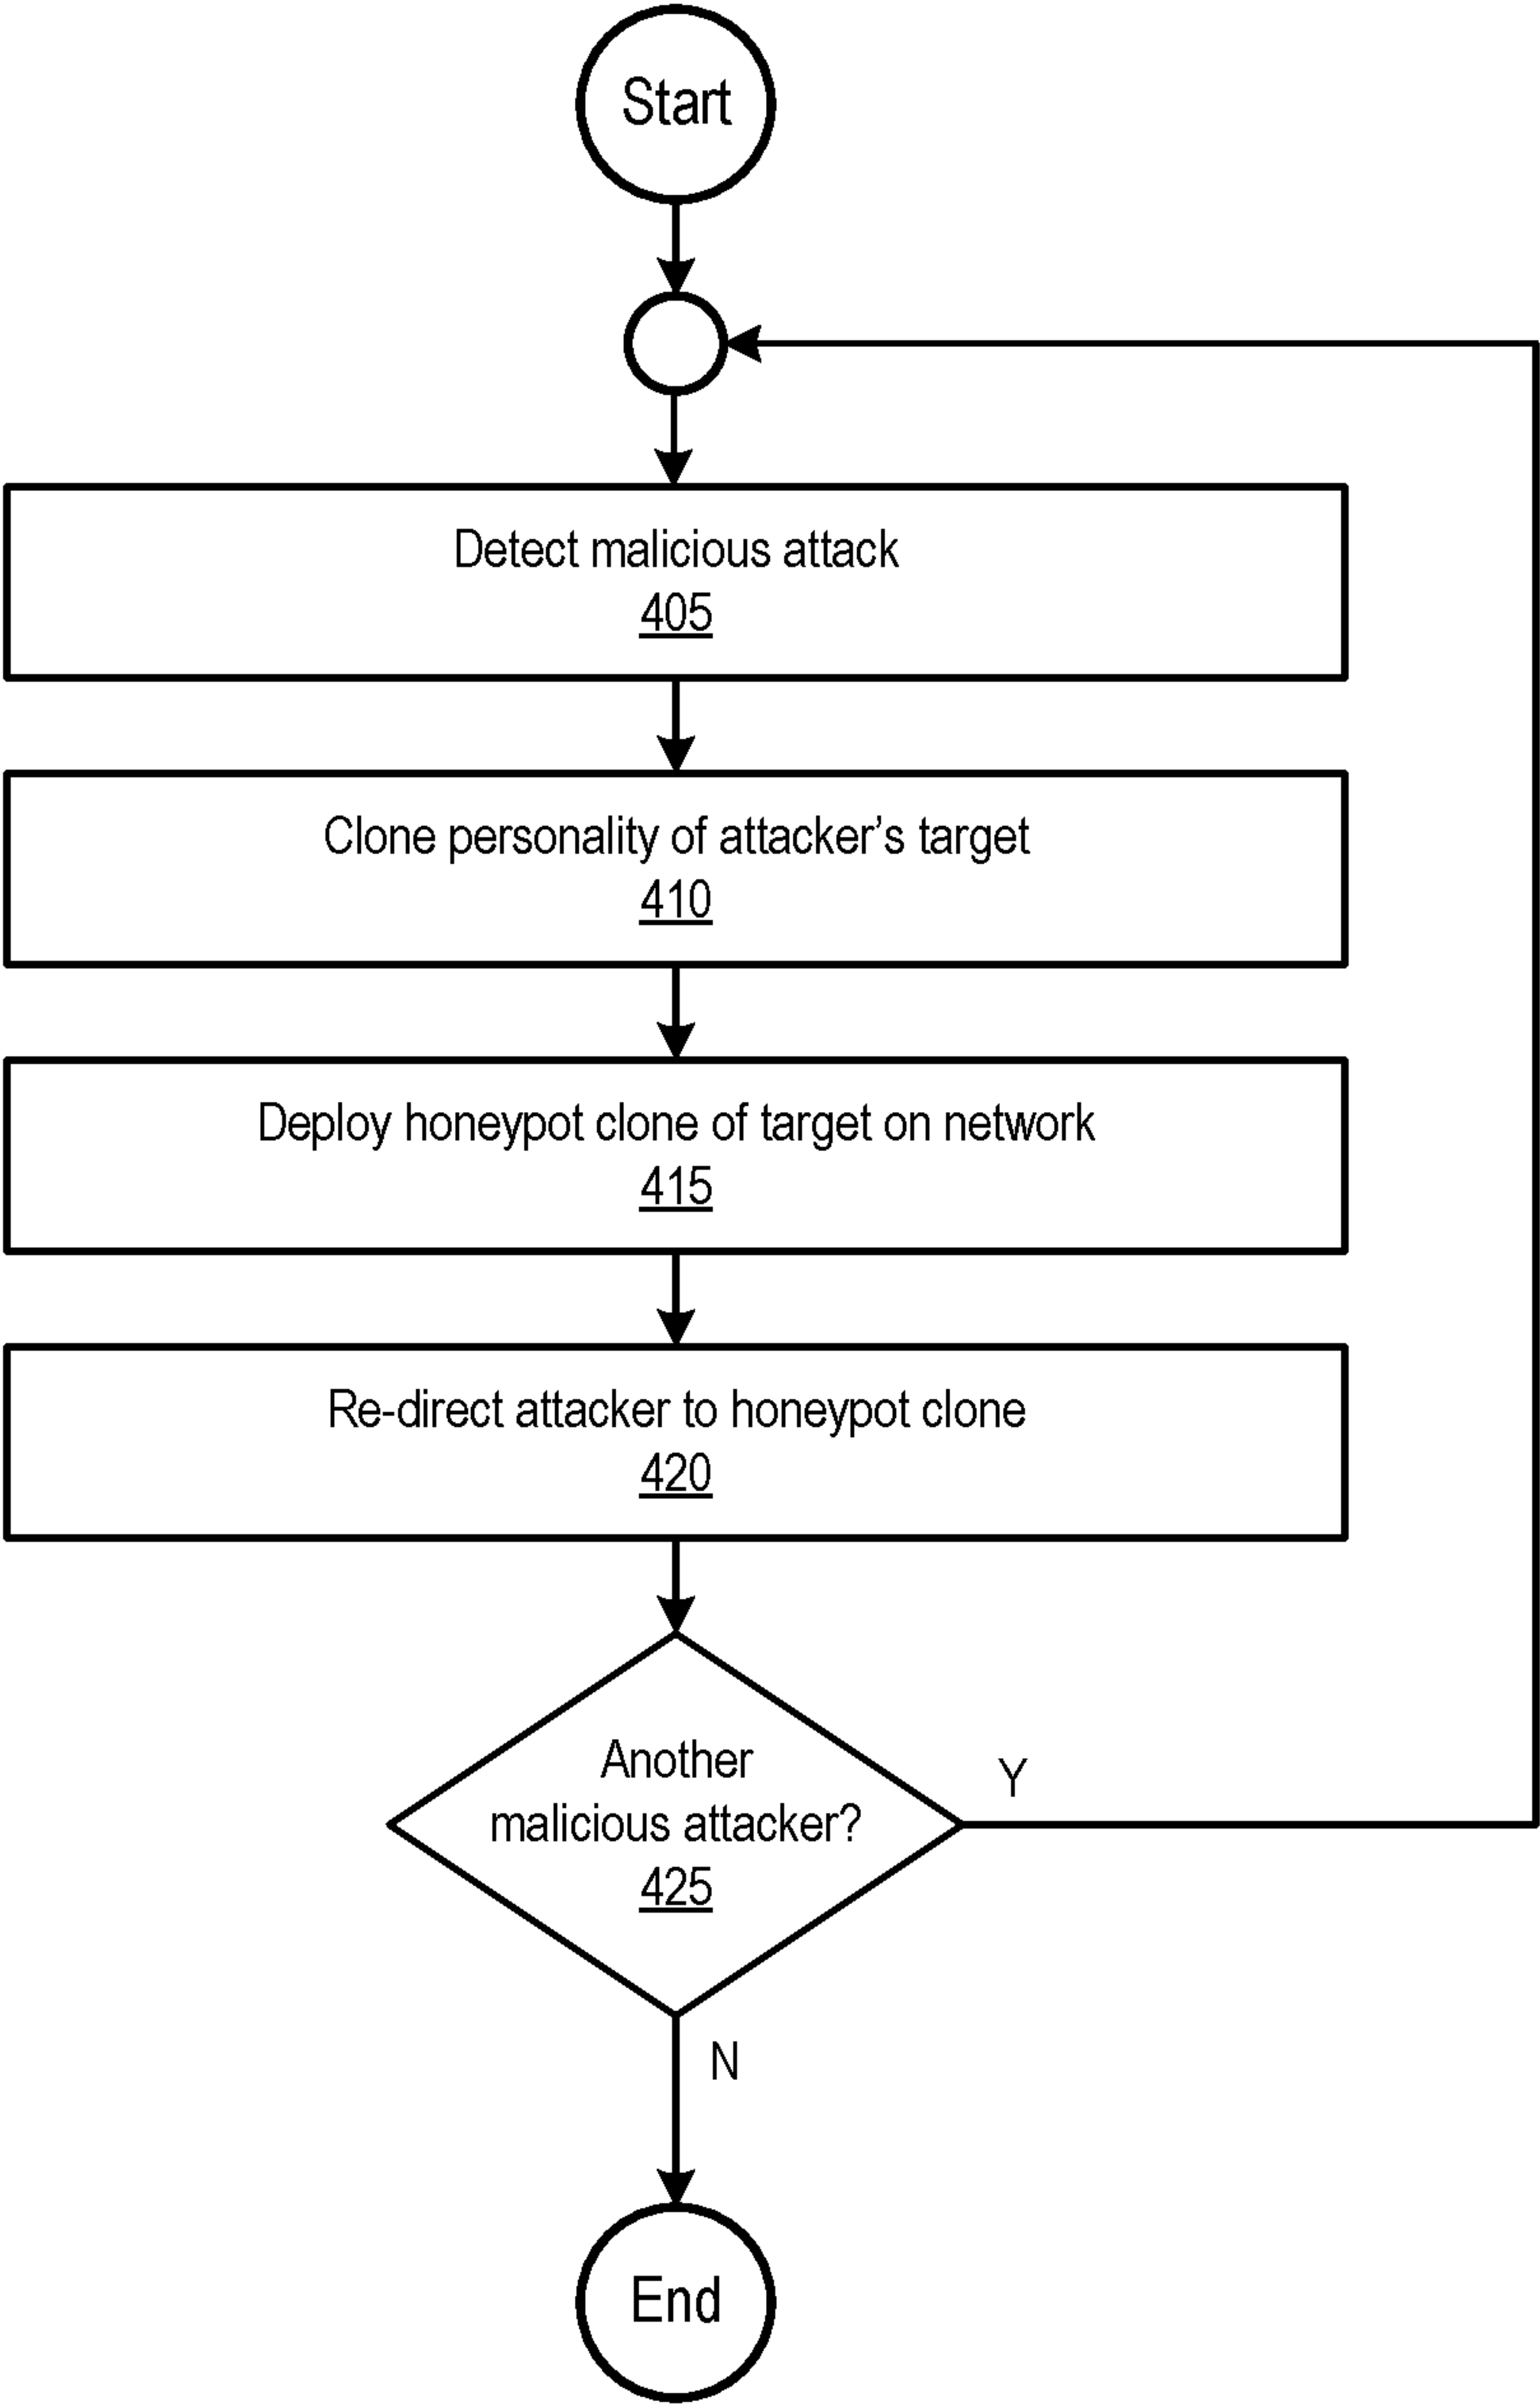 Start
Detect malicious attack
405
Clone personality of attacker’s target
410
Deploy honeypot clone of target on network
415
Re-direct attacker to honeypot clone
420
Another
malicious attacker?
425
Y
N
End